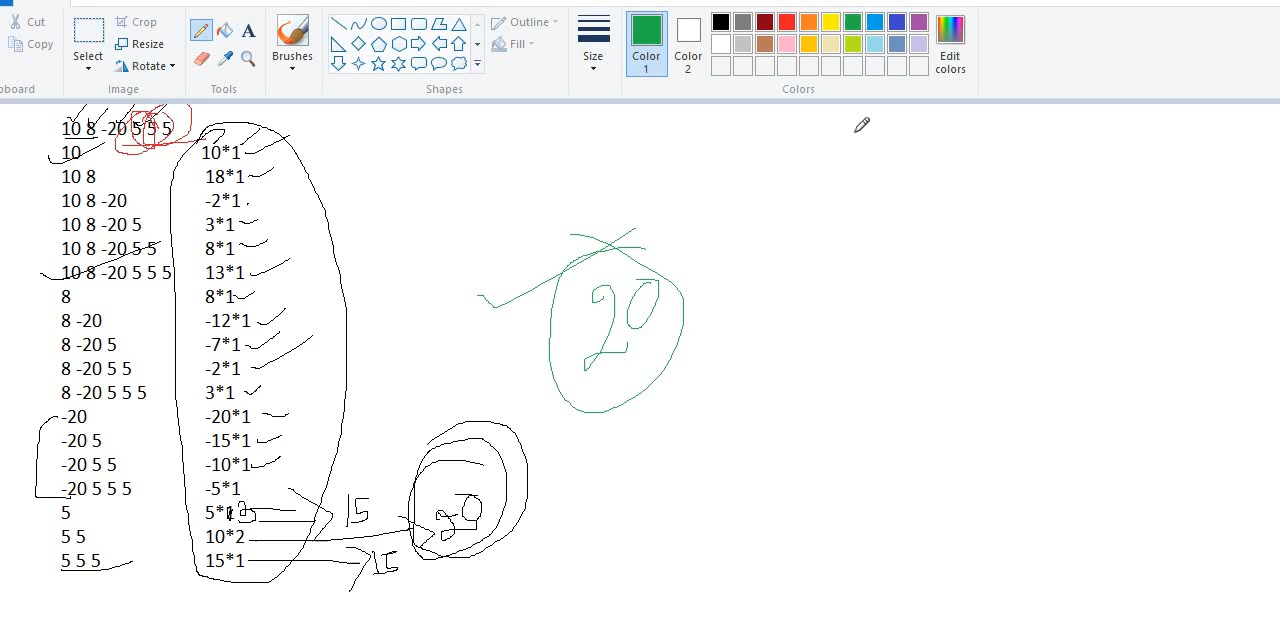 Cut
Copy
Select
Crop
Resize
Rotate
A
Brushes
Outline
Fill
Size
Color 1
Color 2
Edit colors
board
Image
Tools
Shapes
Colors
10 8 -20 5 5 5
10 10*1
10 8 18*1
10 8 -20 -2*1
10 8 -20 5 3*1
10 8 -20 5 5 8*1
10 8 -20 5 5 5 13*1
8 8*1
8 -20 -12*1
8 -20 5 -7*1
8 -20 5 5 -2*1
8 -20 5 5 5 3*1
-20 -20*1
-20 5 -15*1
-20 5 5 -10*1
-20 5 5 5 -5*1
5 5*
5 5 10*2
5 5 5 15*1
15
20
15
20